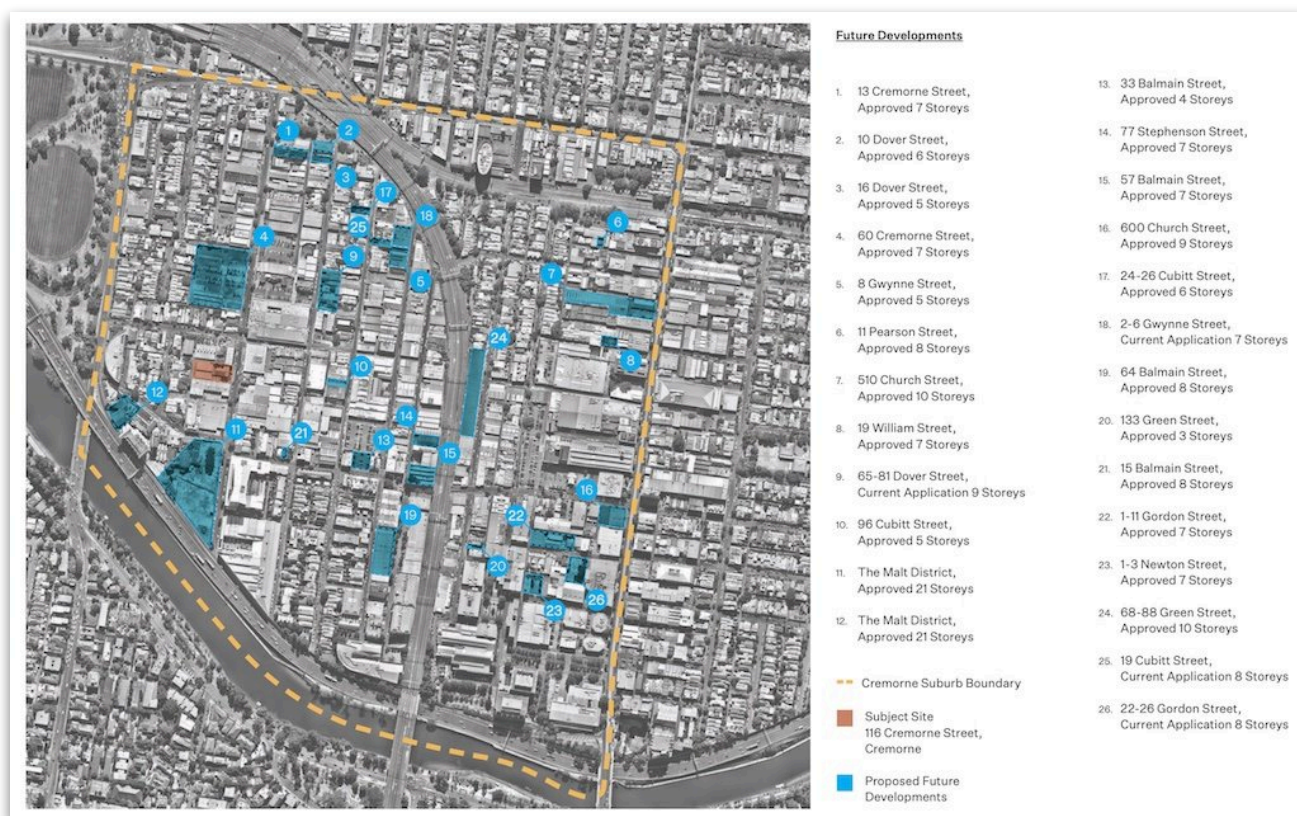 Future Developments
1. 13 Cremorne Street,
Approved 7 Storeys
2. 10 Dover Street,
Approved 6 Storeys
3. 16 Dover Street,
Approved 5 Storeys
4. 60 Cremorne Street,
Approved 7 Storeys
5. 8 Gwynne Street,
Approved 5 Storeys
6. 11 Pearson Street,
Approved 8 Storeys
7. 510 Church Street,
Approved 10 Storeys
8. 19 William Street,
Approved 7 Storeys
9. 65-81 Dover Street,
Current Application 9 Storeys
10. 96 Cubitt Street,
Approved 5 Storeys
11. The Malt District,
Approved 21 Storeys
12. The Malt District,
Approved 21 Storeys
13. 33 Balmain Street,
Approved 4 Storeys
14. 77 Stephenson Street,
Approved 7 Storeys
15. 57 Balmain Street,
Approved 7 Storeys
16. 600 Church Street,
Approved 9 Storeys
17. 24-26 Cubitt Street,
Approved 6 Storeys
18. 2-6 Gwynne Street,
Current Application 7 Storeys
19. 64 Balmain Street,
Approved 8 Storeys
20. 133 Green Street,
Approved 3 Storeys
21. 15 Balmain Street,
Approved 8 Storeys
22. 1-11 Gordon Street,
Approved 7 Storeys
23. 1-3 Newton Street,
Approved 7 Storeys
24. 68-88 Green Street,
Approved 10 Storeys
25. 19 Cubitt Street,
Current Application 8 Storeys
26. 22-26 Gordon Street,
Current Application 8 Storeys
Cremorne Suburb Boundary
Subject Site
116 Cremorne Street,
Cremorne
Proposed Future
Developments
1
2
3
17
18
6
25
4
9
7
5
24
8
10
12
14
11
21
13
15
16
19
22
20
26
23